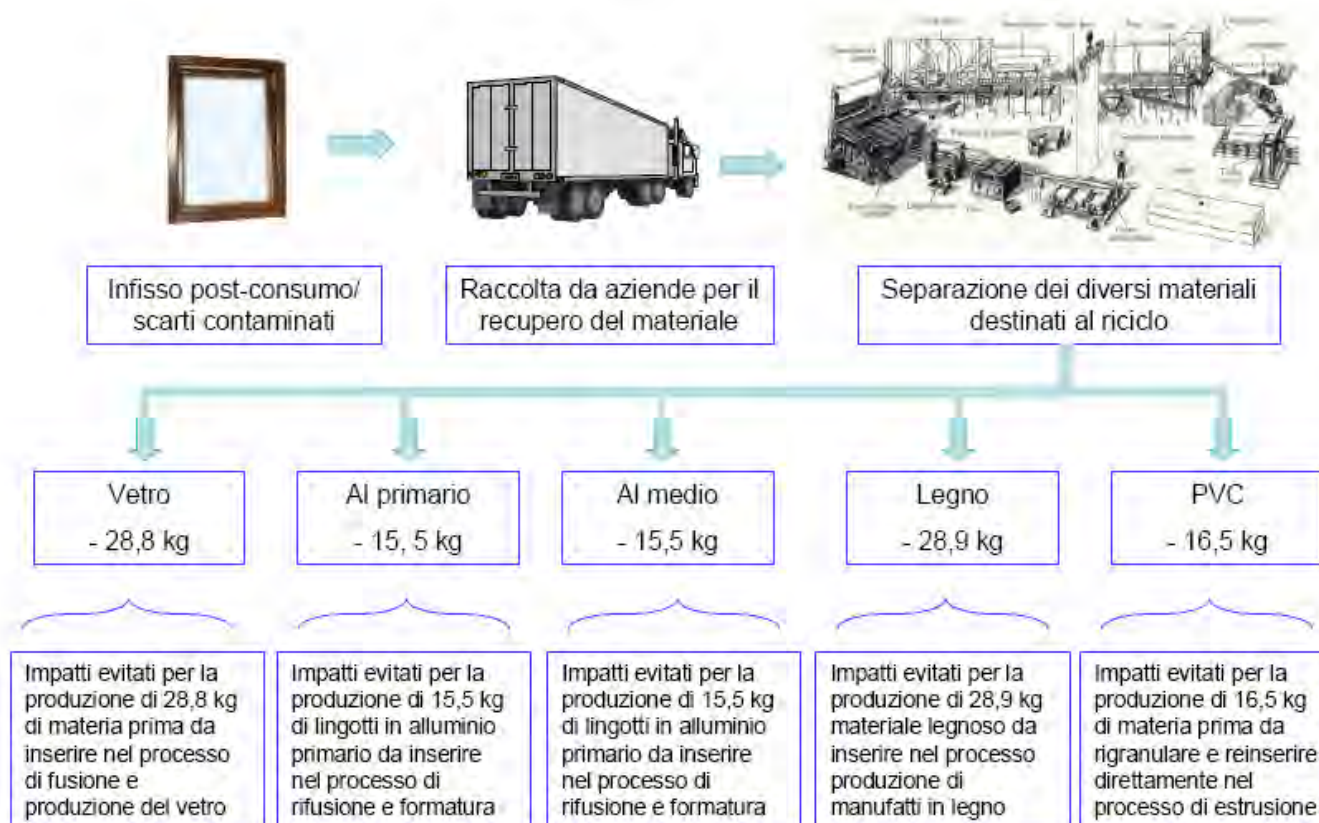 Infisso post-consumo/
scarti contaminati
Raccolta da aziende per il
recupero del materiale
Separazione dei diversi materiali
destinati al riciclo
Vetro
- 28,8 kg
Al primario
- 15, 5 kg
Al medio
- 15,5 kg
Legno
- 28,9 kg
PVC
- 16,5 kg
Impatti evitati per la
produzione di 28,8 kg
di materia prima da
inserire nel processo
di fusione e
produzione del vetro
Impatti evitati per la
produzione di 15,5 kg
di lingotti in alluminio
primario da inserire
nel processo di
rifusione e formatura
Impatti evitati per la
produzione di 15,5 kg
di lingotti in alluminio
primario da inserire
nel processo di
rifusione e formatura
Impatti evitati per la
produzione di 28,9 kg
materiale legnoso da
inserire nel processo
produzione di
manufatti in legno
Impatti evitati per la
produzione di 16,5 kg
di materia prima da
rigranulare e reinserire
direttamente nel
processo di estrusione